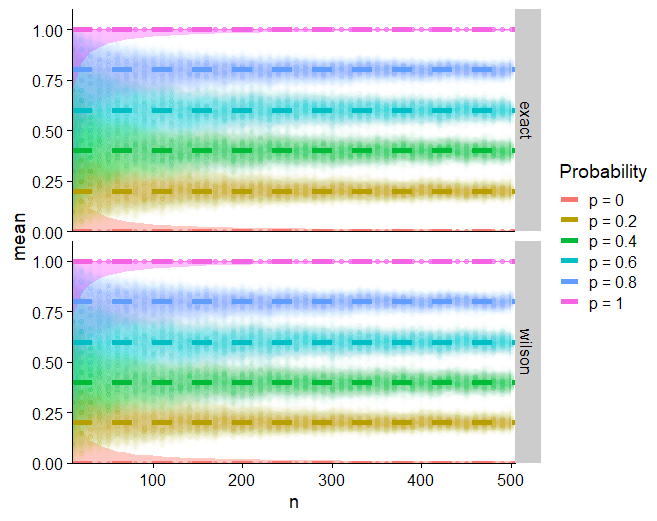 1.00
0.75
0.50
0.25
0.00
exact
mean
1.00
0.75
0.50
0.25
0.00
wilson
100
200
300
400
500
n
Probability
p = 0
p = 0.2
p = 0.4
p = 0.6
p = 0.8
p = 1